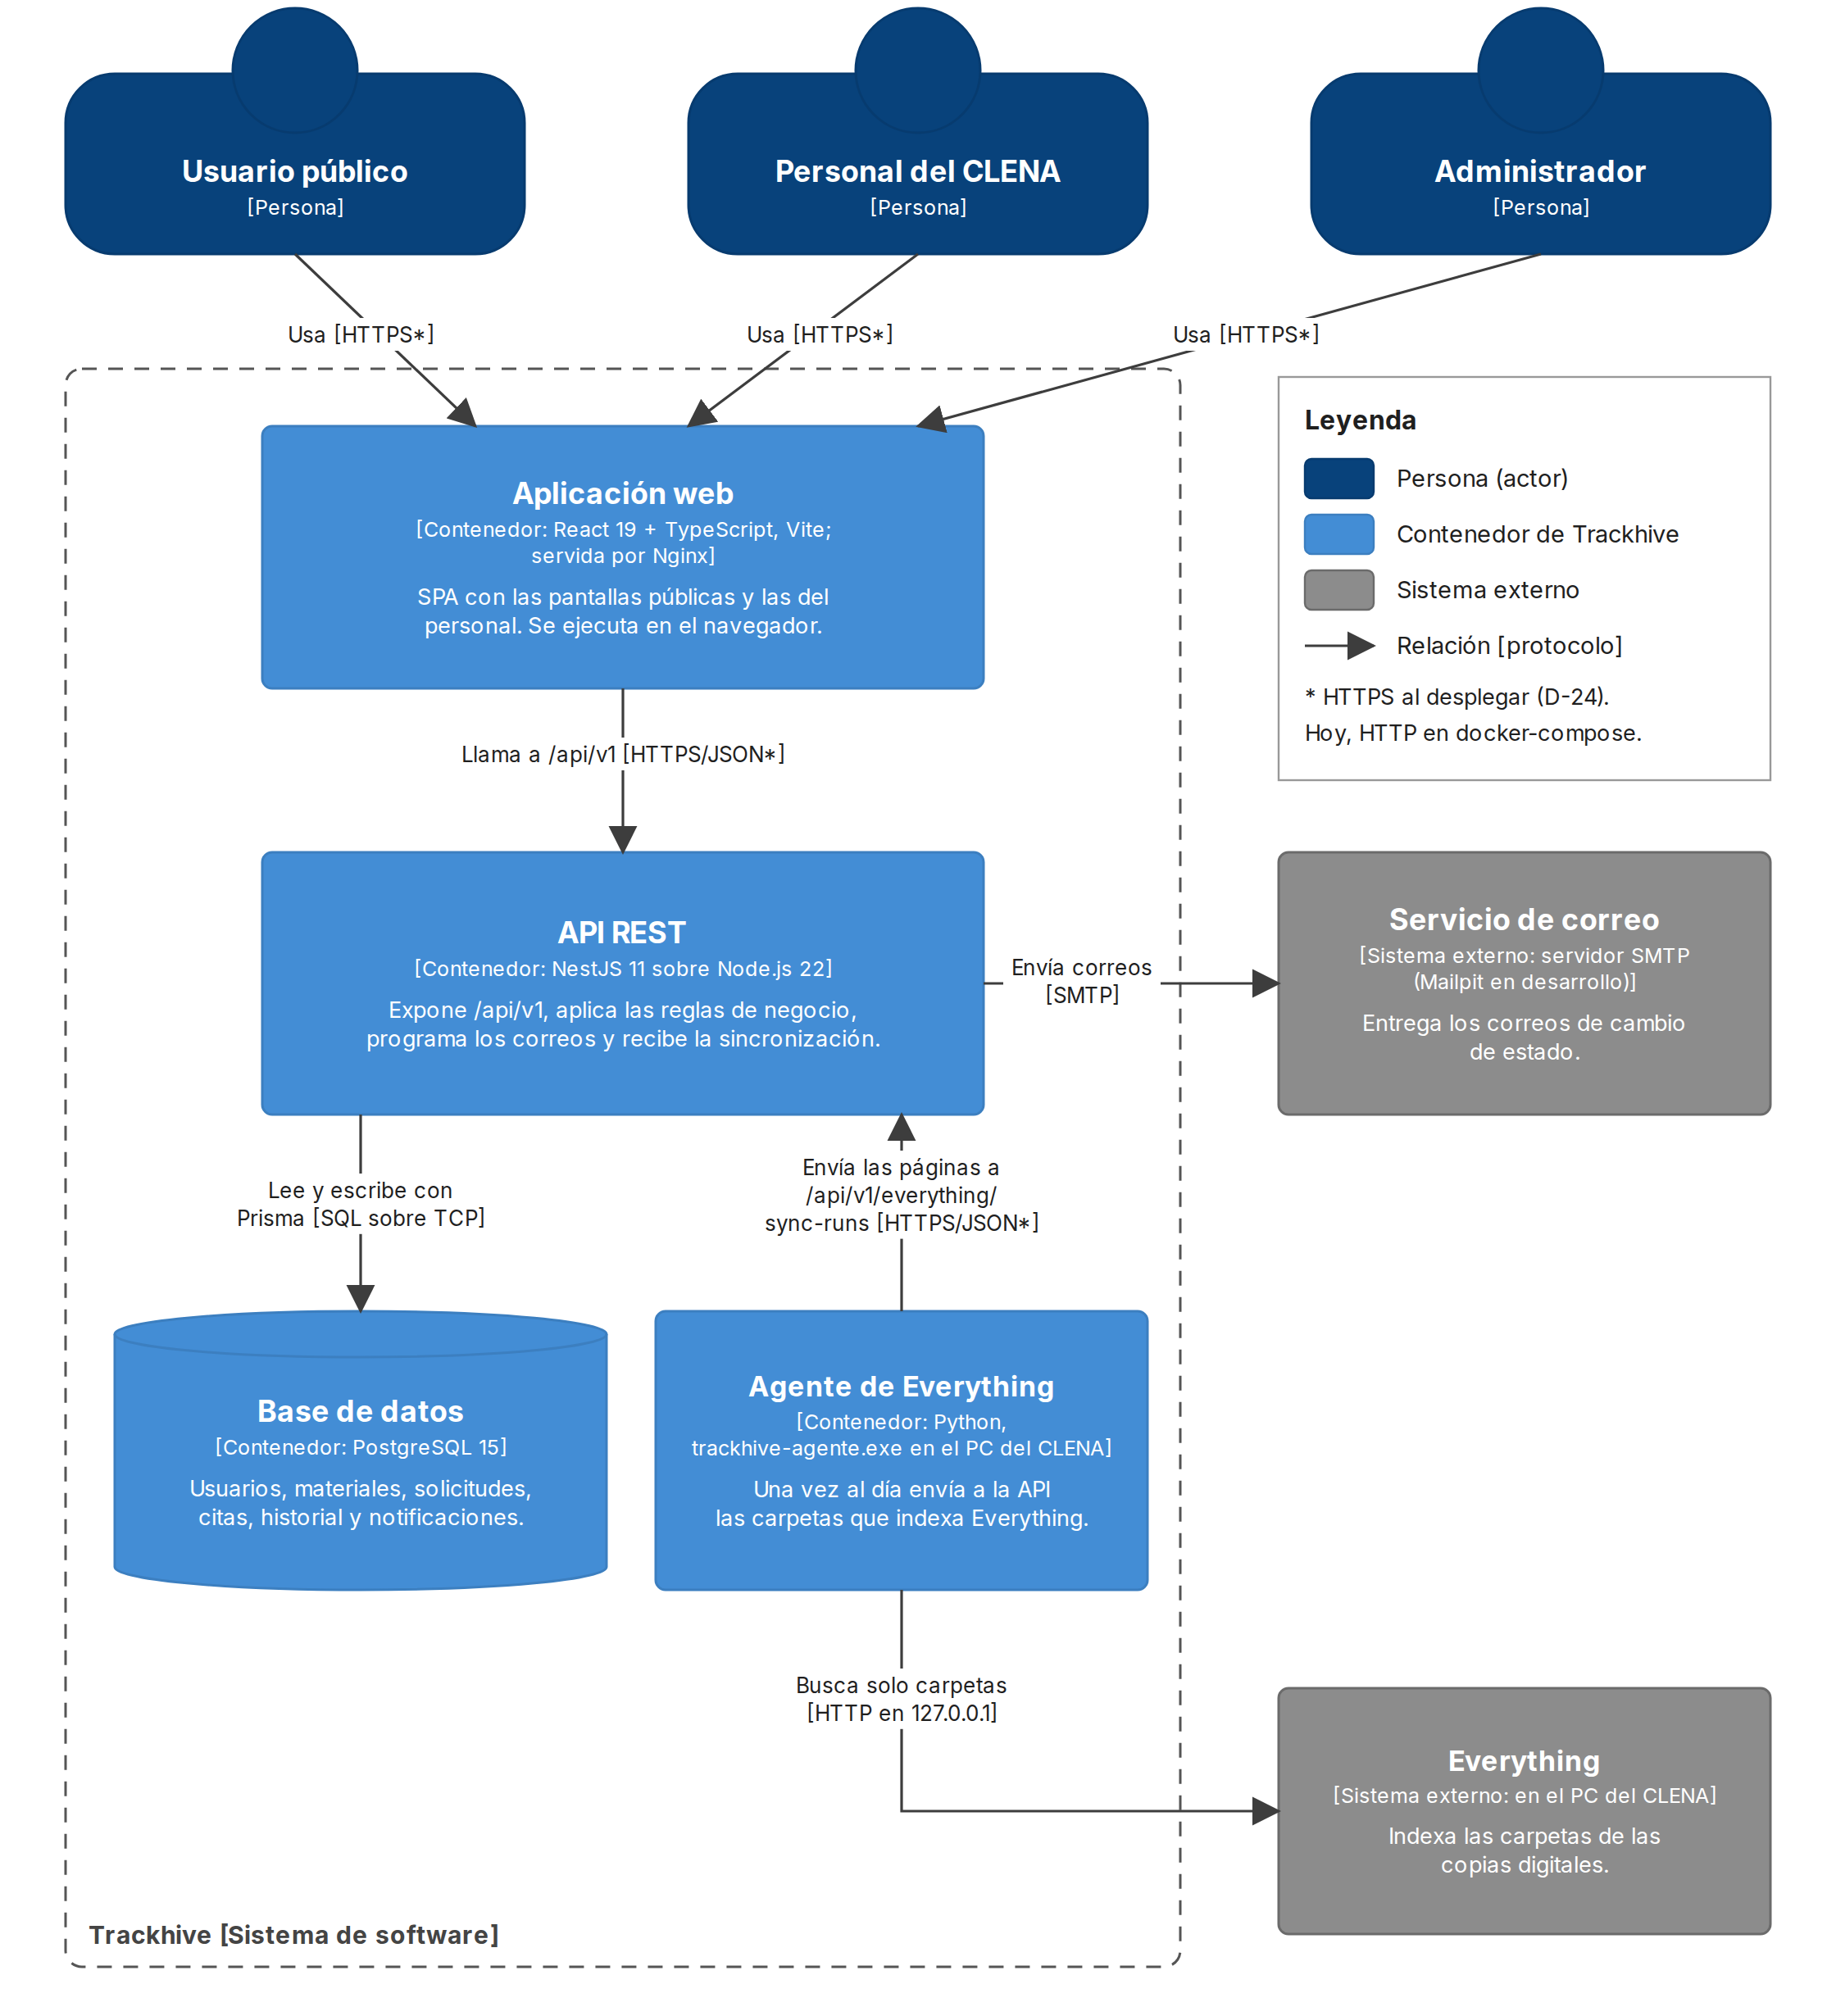 Usuario público
[Persona]
Personal del CLENA
[Persona]
Administrador
[Persona]
Usa [HTTPS*]
Usa [HTTPS*]
Usa [HTTPS*]
Aplicación web
[Contenedor: React 19 + TypeScript, Vite;
servida por Nginx]
SPA con las pantallas públicas y las del
personal. Se ejecuta en el navegador.
Leyenda
Persona (actor)
Contenedor de Trackhive
Sistema externo
Relación [protocolo]
* HTTPS al desplegar (D-24).
Hoy, HTTP en docker-compose.
Llama a /api/v1 [HTTPS/JSON*]
API REST
[Contenedor: NestJS 11 sobre Node.js 22]
Expone /api/v1, aplica las reglas de negocio,
programa los correos y recibe la sincronización.
Envía correos
[SMTP]
Servicio de correo
[Sistema externo: servidor SMTP
(Mailpit en desarrollo)]
Entrega los correos de cambio
de estado.
Lee y escribe con
Prisma [SQL sobre TCP]
Envía las páginas a
/api/v1/everything/
sync-runs [HTTPS/JSON*]
Base de datos
[Contenedor: PostgreSQL 15]
Usuarios, materiales, solicitudes,
citas, historial y notificaciones.
Agente de Everything
[Contenedor: Python,
trackhive-agente.exe en el PC del CLENA]
Una vez al día envía a la API
las carpetas que indexa Everything.
Busca solo carpetas
[HTTP en 127.0.0.1]
Everything
[Sistema externo: en el PC del CLENA]
Indexa las carpetas de las
copias digitales.
Trackhive [Sistema de software]